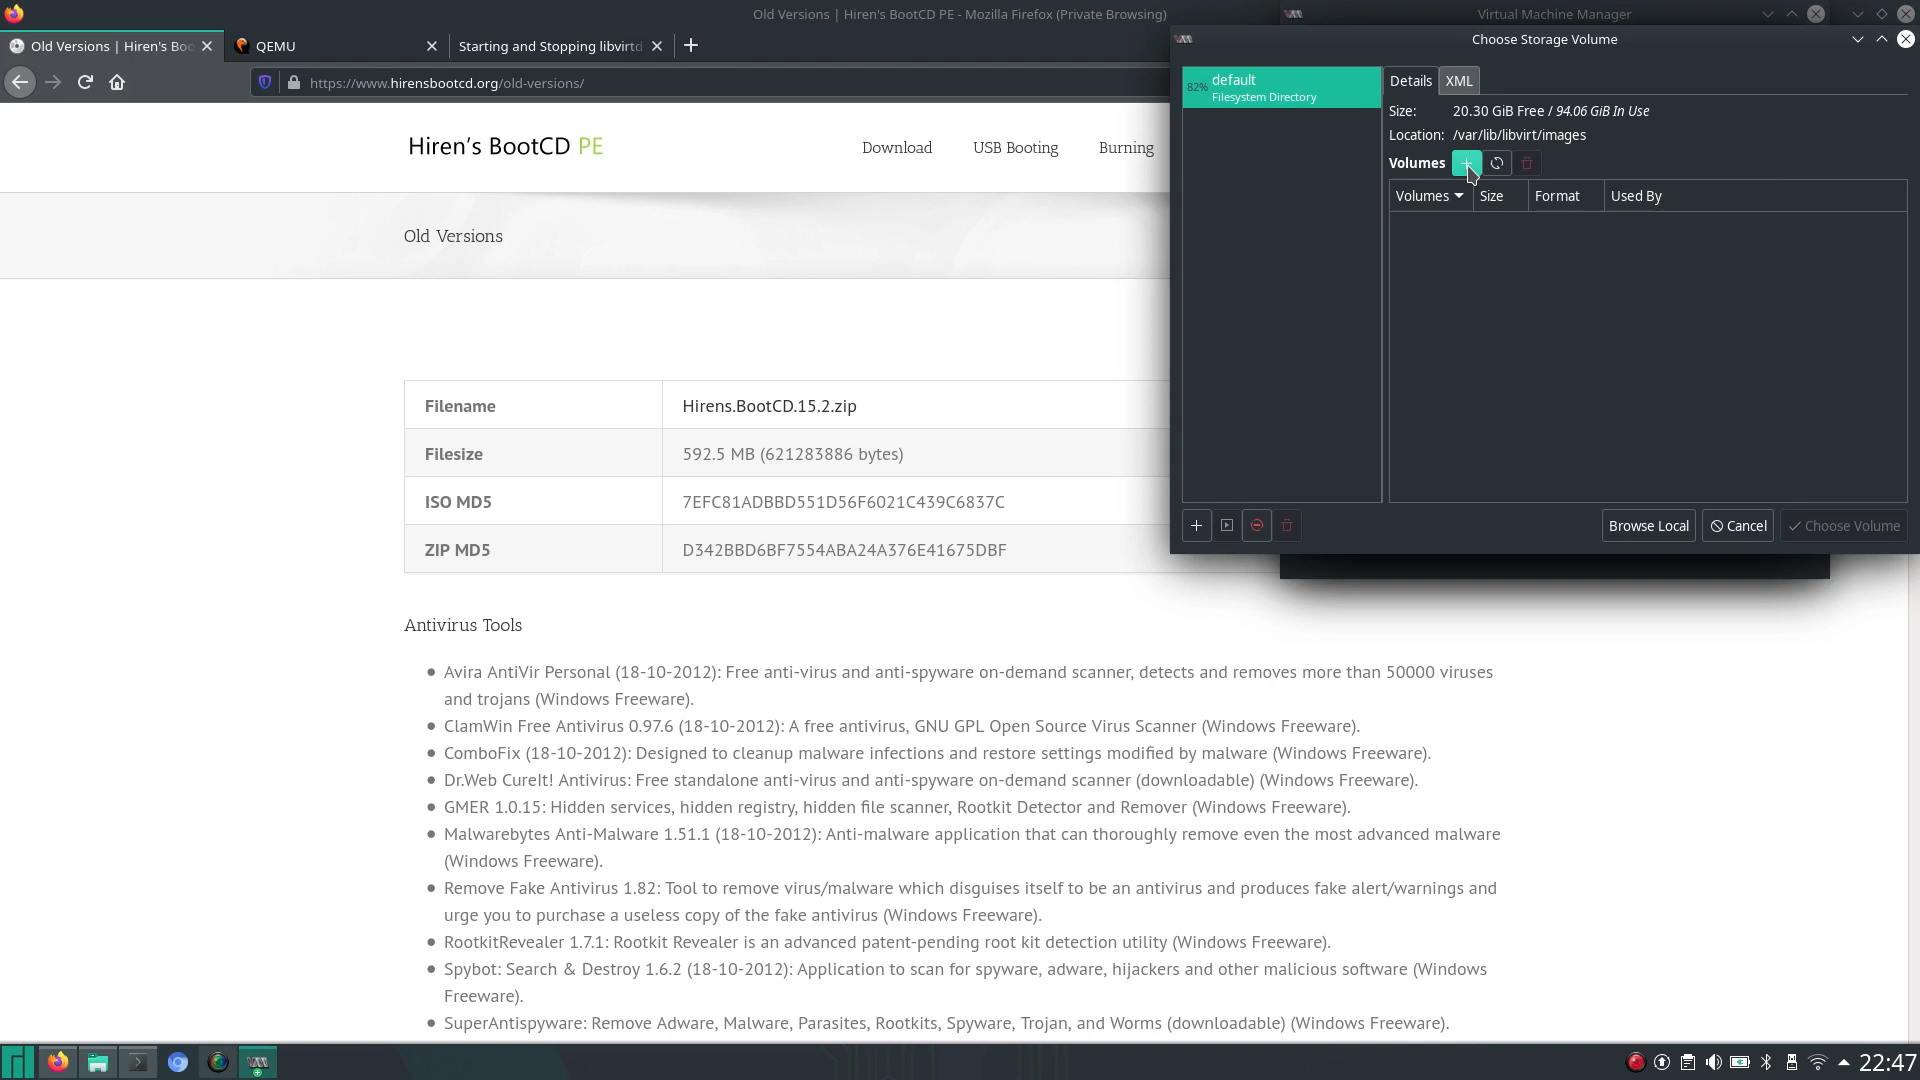 Old Versions | Hiren's BootCD PE - Mozilla Firefox (Private Browsing)
Virtual Machine Manager
Old Versions | Hiren's Boo
QEMU
Starting and Stopping libvirtd
Choose Storage Volume
https://www.hirensbootcd.org/old-versions/
Hiren's BootCD PE
Download
USB Booting
Burning
82%
default
Filesystem Directory
Details
XML
Size: 20.30 GiB Free / 94.06 GiB In Use
Location: /var/lib/libvirt/images
Volumes
Volumes Size Format Used By
Browse Local
Cancel
Choose Volume
Old Versions
Filename Hirens.BootCD.15.2.zip
Filesize 592.5 MB (621283886 bytes)
ISO MD5 7EFC81ADBBD551D56F6021C439C6837C
ZIP MD5 D342BBD6BF7554ABA24A376E41675DBF
Antivirus Tools
Avira AntiVir Personal (18-10-2012): Free anti-virus and anti-spyware on-demand scanner, detects and removes more than 50000 viruses
and trojans (Windows Freeware).
ClamWin Free Antivirus 0.97.6 (18-10-2012): A free antivirus, GNU GPL Open Source Virus Scanner (Windows Freeware).
ComboFix (18-10-2012): Designed to cleanup malware infections and restore settings modified by malware (Windows Freeware).
Dr.Web CureIt! Antivirus: Free standalone anti-virus and anti-spyware on-demand scanner (downloadable) (Windows Freeware).
GMER 1.0.15: Hidden services, hidden registry, hidden file scanner, Rootkit Detector and Remover (Windows Freeware).
Malwarebytes Anti-Malware 1.51.1 (18-10-2012): Anti-malware application that can thoroughly remove even the most advanced malware
(Windows Freeware).
Remove Fake Antivirus 1.82: Tool to remove virus/malware which disguises itself to be an antivirus and produces fake alert/warnings and
urge you to purchase a useless copy of the fake antivirus (Windows Freeware).
RootkitRevealer 1.7.1: Rootkit Revealer is an advanced patent-pending root kit detection utility (Windows Freeware).
Spybot: Search & Destroy 1.6.2 (18-10-2012): Application to scan for spyware, adware, hijackers and other malicious software (Windows
Freeware).
SuperAntispyware: Remove Adware, Malware, Parasites, Rootkits, Spyware, Trojan, and Worms (downloadable) (Windows Freeware).
22:47